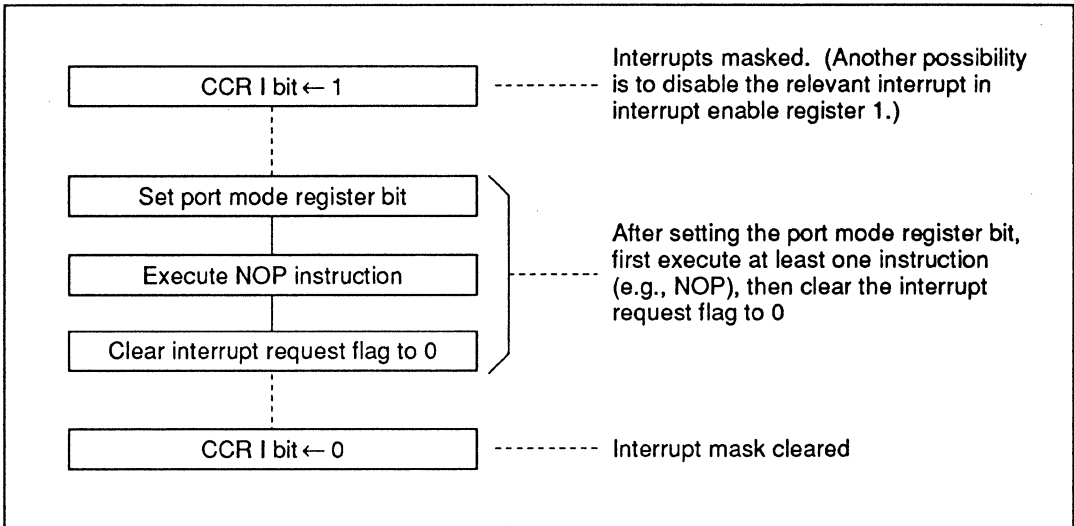 CCR I bit ← 1
Interrupts masked. (Another possibility
is to disable the relevant interrupt in
interrupt enable register 1.)
Set port mode register bit
Execute NOP instruction
Clear interrupt request flag to 0
After setting the port mode register bit,
first execute at least one instruction
(e.g., NOP), then clear the interrupt
request flag to 0
CCR I bit ← 0
Interrupt mask cleared